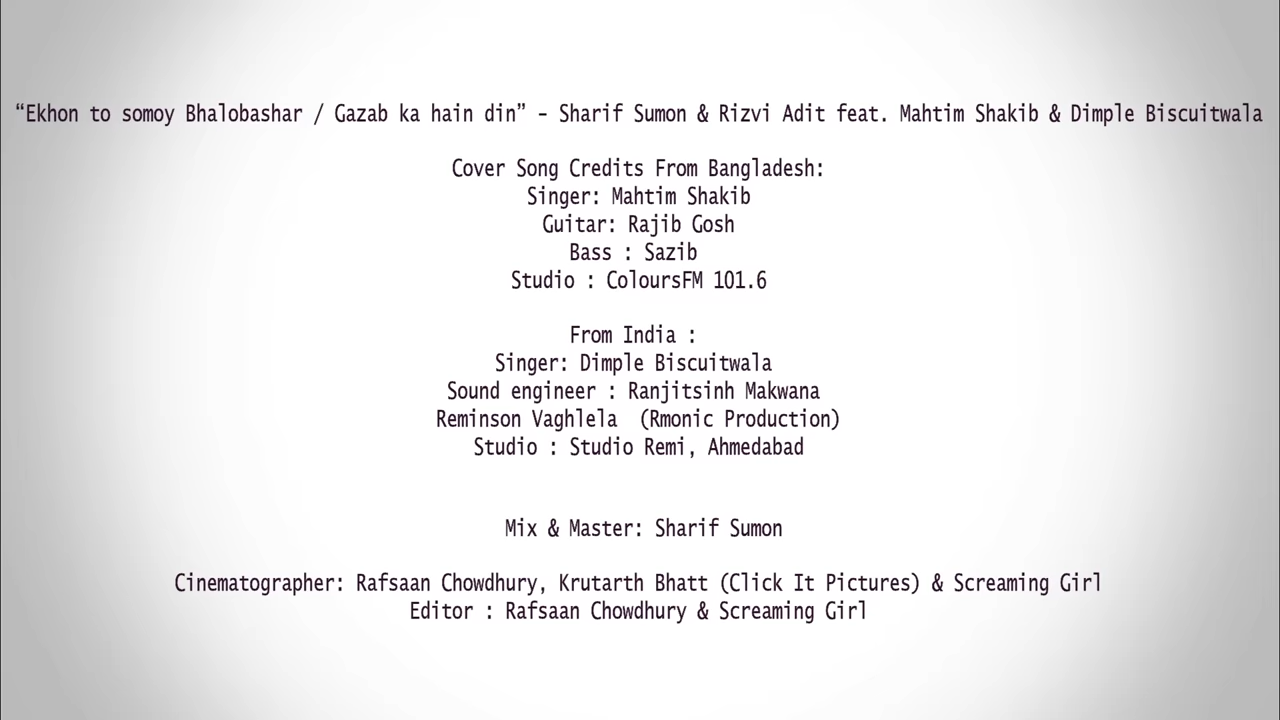 “Ekhon to somoy Bhalobashar / Gazab ka hain din” - Sharif Sumon & Rizvi Adit feat. Mahtim Shakib & Dimple Biscuitwala
Cover Song Credits From Bangladesh:
Singer: Mahtim Shakib
Guitar: Rajib Gosh
Bass : Sazib
Studio : ColoursFM 101.6
From India :
Singer: Dimple Biscuitwala
Sound engineer : Ranjitsinh Makwana
Reminson Vaghlela  (Rmonic Production)
Studio : Studio Remi, Ahmedabad
Mix & Master: Sharif Sumon
Cinematographer: Rafsaan Chowdhury, Krutarth Bhatt (Click It Pictures) & Screaming Girl
Editor : Rafsaan Chowdhury & Screaming Girl